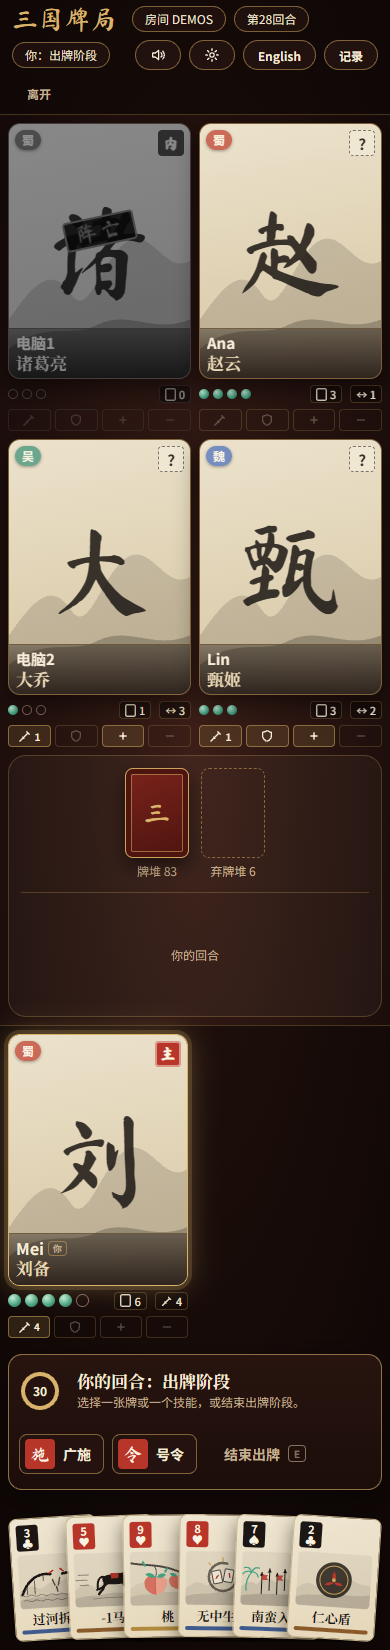 三国牌局 房间 DEMOS 第28回合
你：出牌阶段 English 记录
离开
蜀 内
诸
阵亡
电脑1
诸葛亮
0
蜀 ?
赵
Ana
赵云
3 1
吴 ?
大
电脑2
大乔
1 3
1
魏 ?
甄
Lin
甄姬
3 2
1
三
牌堆 83 弃牌堆 6
你的回合
蜀 主
刘
Mei 你
刘备
6 4
4
30
你的回合：出牌阶段
选择一张牌或一个技能，或结束出牌阶段。
施 广施 令 号令 结束出牌 E
3 5 9 8 7 2
过河拆 -1马 桃 无中生 南蛮入 仁心盾